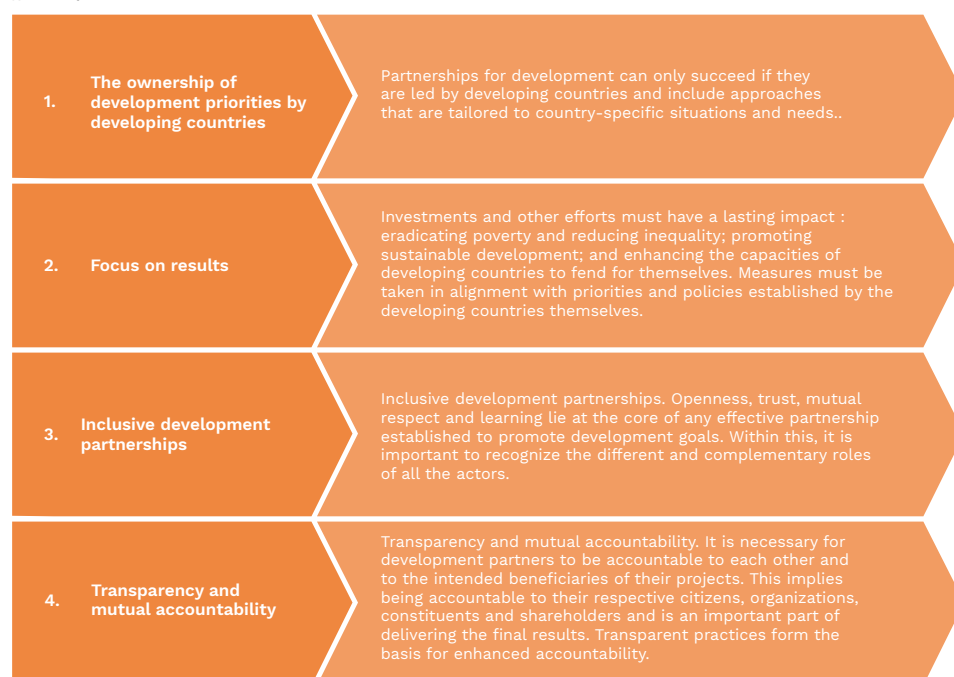 1.
The ownership of
development priorities by
developing countries
Partnerships for development can only succeed if they
are led by developing countries and include approaches
that are tailored to country-specific situations and needs..
2.
Focus on results
Investments and other efforts must have a lasting impact :
eradicating poverty and reducing inequality; promoting
sustainable development; and enhancing the capacities of
developing countries to fend for themselves. Measures must be
taken in alignment with priorities and policies established by the
developing countries themselves.
3.
Inclusive development
partnerships
Inclusive development partnerships. Openness, trust, mutual
respect and learning lie at the core of any effective partnership
established to promote development goals. Within this, it is
important to recognize the different and complementary roles
of all the actors.
4.
Transparency and
mutual accountability
Transparency and mutual accountability. It is necessary for
development partners to be accountable to each other and
to the intended beneficiaries of their projects. This implies
being accountable to their respective citizens, organizations,
constituents and shareholders and is an important part of
delivering the final results. Transparent practices form the
basis for enhanced accountability.